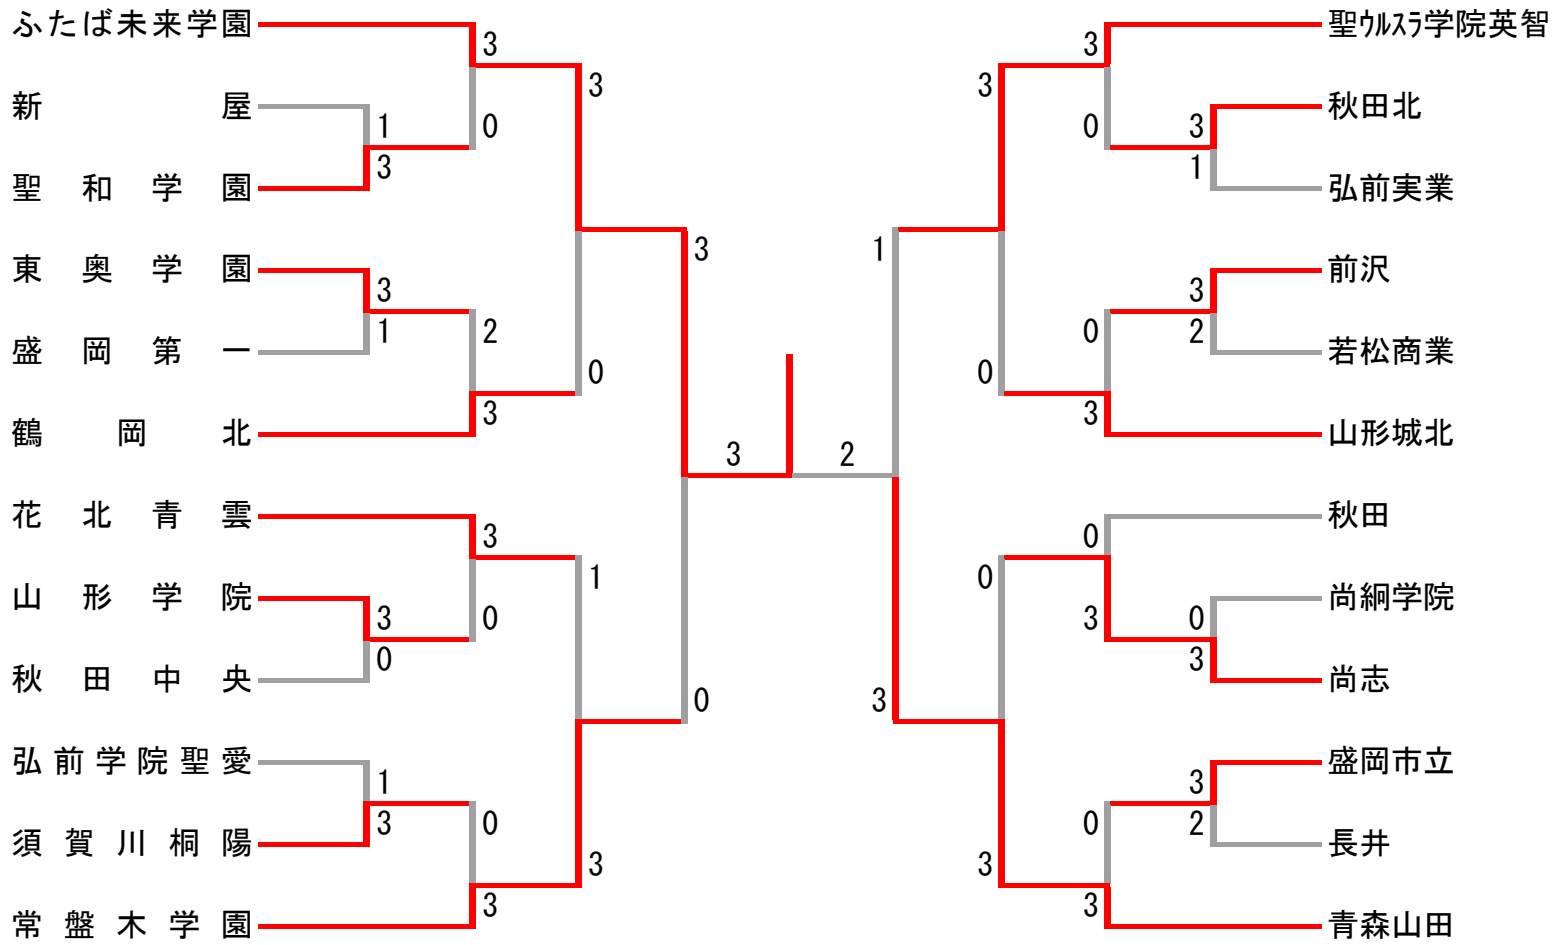 ふたば未来学園
3
新屋
1
0
3
3
聖和学園
東奥学園
3
1
2
盛岡第一
3
0
鶴岡北
3
花北青雲
3
1
山形学院
3
0
0
秋田中央
弘前学院聖愛
1
3
0
須賀川桐陽
0
3
3
常盤木学園
3
2
聖ウルスラ学院英智
3
3
秋田北
0
3
1
弘前実業
1
前沢
3
2
0
若松商業
0
3
山形城北
秋田
0
0
尚絅学院
3
0
3
尚志
3
盛岡市立
3
2
0
長井
3
3
青森山田